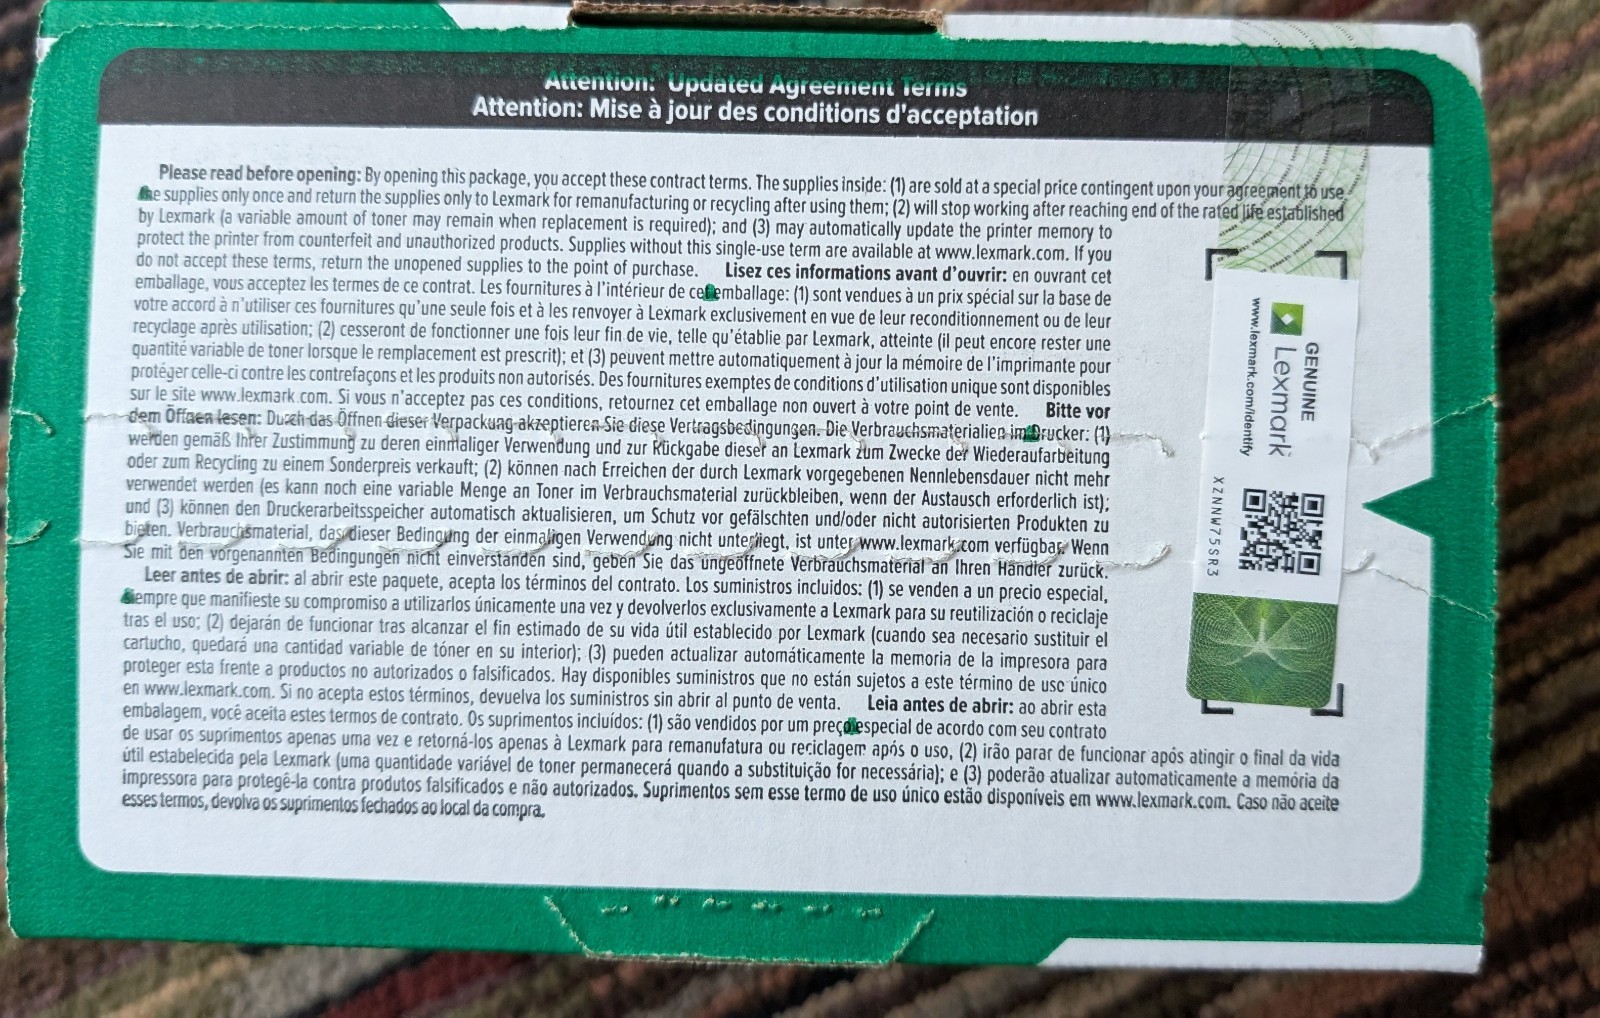 Attention: Updated Agreement Terms
Attention: Mise à jour des conditions d'acceptation
Please read before opening: By opening this package, you accept these contract terms. The supplies inside: (1) are sold at a special price contingent upon your agreement to use
the supplies only once and return the supplies only to Lexmark for remanufacturing or recycling after using them; (2) will stop working after reaching end of the rated life established
by Lexmark (a variable amount of toner may remain when replacement is required); and (3) may automatically update the printer memory to
protect the printer from counterfeit and unauthorized products. Supplies without this single-use term are available at www.lexmark.com. If you
do not accept these terms, return the unopened supplies to the point of purchase. Lisez ces informations avant d'ouvrir: en ouvrant cet
emballage, vous acceptez les termes de ce contrat. Les fournitures à l'intérieur de cet emballage: (1) sont vendues à un prix spécial sur la base de
votre accord à n'utiliser ces fournitures qu'une seule fois et à les renvoyer à Lexmark exclusivement en vue de leur reconditionnement ou de leur
recyclage après utilisation; (2) cesseront de fonctionner une fois leur fin de vie, telle qu'établie par Lexmark, atteinte (il peut encore rester une
quantité variable de toner lorsque le remplacement est prescrit); et (3) peuvent mettre automatiquement à jour la mémoire de l'imprimante pour
protéger celle-ci contre les contrefaçons et les produits non autorisés. Des fournitures exemptes de conditions d'utilisation unique sont disponibles
sur le site www.lexmark.com. Si vous n'acceptez pas ces conditions, retournez cet emballage non ouvert à votre point de vente. Bitte vor
dem Öffnen lesen: Durch das Öffnen dieser Verpackung akzeptieren Sie diese Vertragsbedingungen. Die Verbrauchsmaterialien im Drucker: (1)
werden gemäß Ihrer Zustimmung zu deren einmaliger Verwendung und zur Rückgabe dieser an Lexmark zum Zwecke der Wiederaufarbeitung
oder zum Recycling zu einem Sonderpreis verkauft; (2) können nach Erreichen der durch Lexmark vorgegebenen Nennlebensdauer nicht mehr
verwendet werden (es kann noch eine variable Menge an Toner im Verbrauchsmaterial zurückbleiben, wenn der Austausch erforderlich ist);
und (3) können den Druckerarbeitsspeicher automatisch aktualisieren, um Schutz vor gefälschten und/oder nicht autorisierten Produkten zu
bieten. Verbrauchsmaterial, das dieser Bedingung der einmaligen Verwendung nicht unterliegt, ist unter www.lexmark.com verfügbar. Wenn
Sie mit den vorgenannten Bedingungen nicht einverstanden sind, geben Sie das ungeöffnete Verbrauchsmaterial an Ihren Händler zurück.
Leer antes de abrir: al abrir este paquete, acepta los términos del contrato. Los suministros incluidos: (1) se venden a un precio especial,
siempre que manifieste su compromiso a utilizarlos únicamente una vez y devolverlos exclusivamente a Lexmark para su reutilización o reciclaje
tras el uso; (2) dejarán de funcionar tras alcanzar el fin estimado de su vida útil establecido por Lexmark (cuando sea necesario sustituir el
cartucho, quedará una cantidad variable de tóner en su interior); (3) pueden actualizar automáticamente la memoria de la impresora para
proteger esta frente a productos no autorizados o falsificados. Hay disponibles suministros que no están sujetos a este término de uso único
en www.lexmark.com. Si no acepta estos términos, devuelva los suministros sin abrir al punto de venta. Leia antes de abrir: ao abrir esta
embalagem, você aceita estes termos de contrato. Os suprimentos incluídos: (1) são vendidos por um preço especial de acordo com seu contrato
de usar os suprimentos apenas uma vez e retorná-los apenas à Lexmark para remanufatura ou reciclagem após o uso, (2) irão parar de funcionar após atingir o final da vida
útil estabelecida pela Lexmark (uma quantidade variável de toner permanecerá quando a substituição for necessária); e (3) poderão atualizar automaticamente a memória da
impressora para protegê-la contra produtos falsificados e não autorizados. Suprimentos sem esse termo de uso único estão disponíveis em www.lexmark.com. Caso não aceite
esses termos, devolva os suprimentos fechados ao local da compra.
GENUINE
Lexmark
www.lexmark.com/identify
XZNNW75SR3